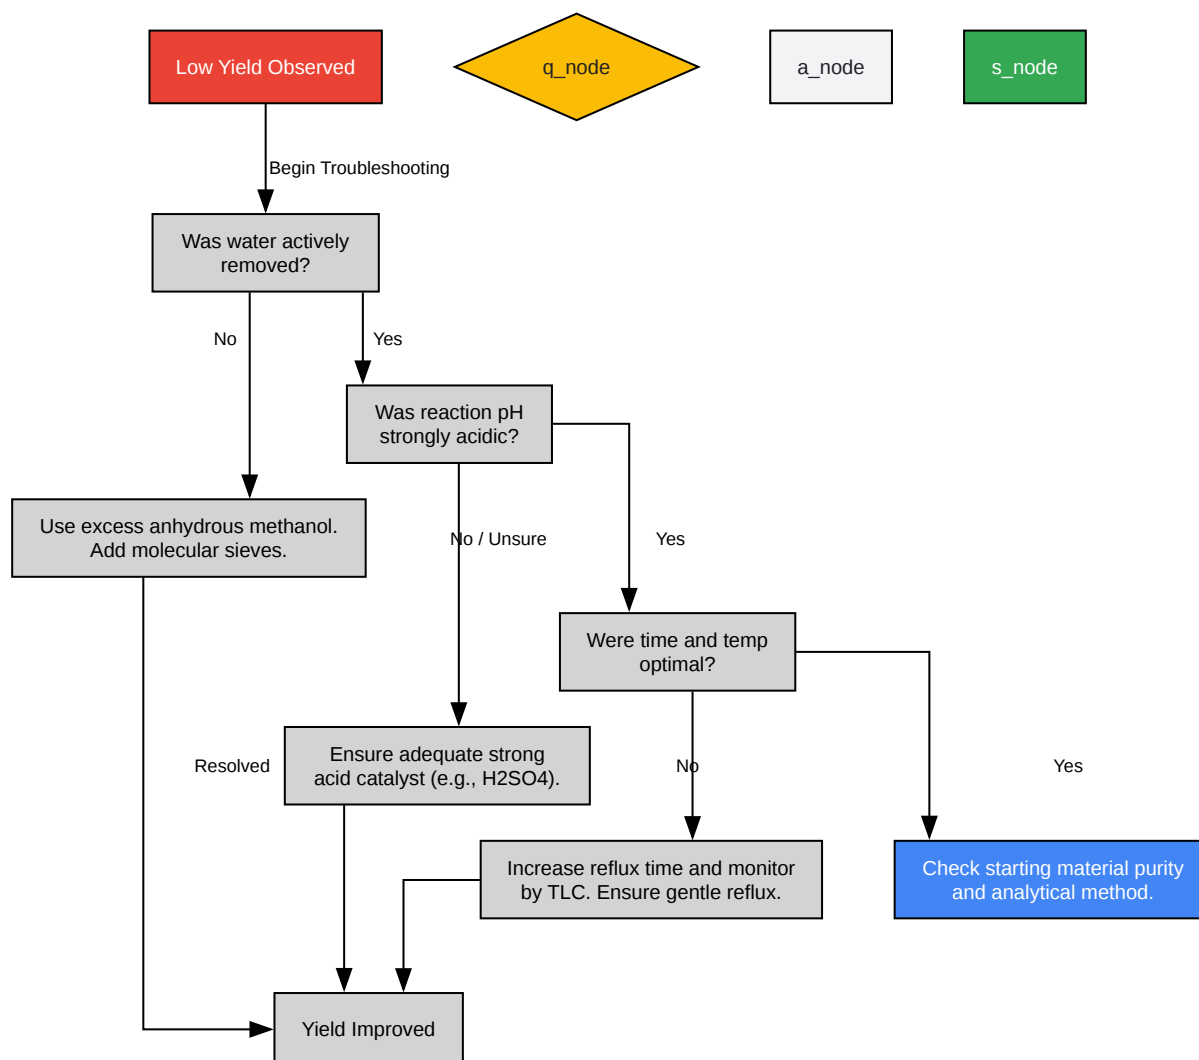 Low Yield Observed
q_node
a_node
s_node
Begin Troubleshooting
Was water actively
removed?
No
Yes
Was reaction pH
strongly acidic?
Use excess anhydrous methanol.
Add molecular sieves.
No / Unsure
Yes
Were time and temp
optimal?
Resolved
Ensure adequate strong
acid catalyst (e.g., H2SO4).
No
Yes
Increase reflux time and monitor
by TLC. Ensure gentle reflux.
Check starting material purity
and analytical method.
Yield Improved